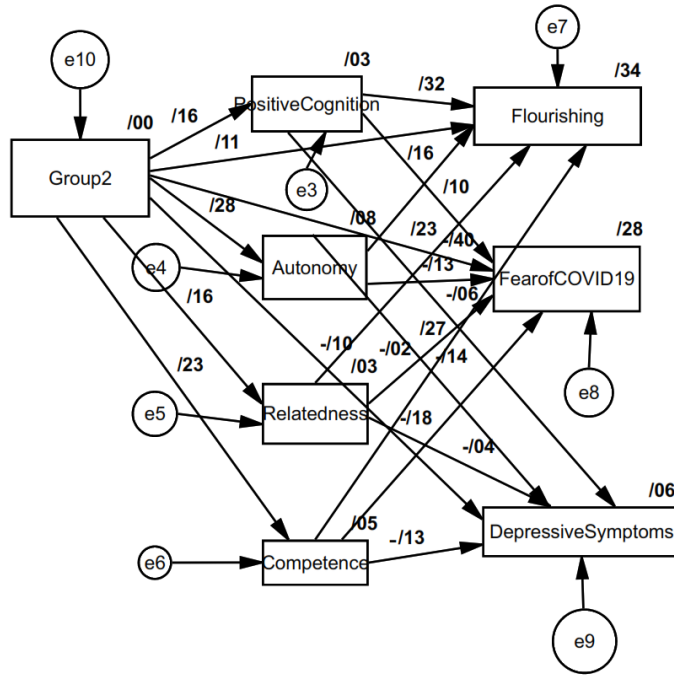 e7
e10
/03
/34
/00
/16
PositiveCognition
/32
Flourishing
/11
/16
Group2
e3
/10
/28
/08
/23
-/40
/28
e4
Autonomy
-/13
FearofCOVID19
-/06
/16
/27
-/10
-/02
-/14
/23
/03
e5
Relatedness
e8
-/18
-/04
/06
/05
-/13
DepressiveSymptoms
e6
Competence
e9